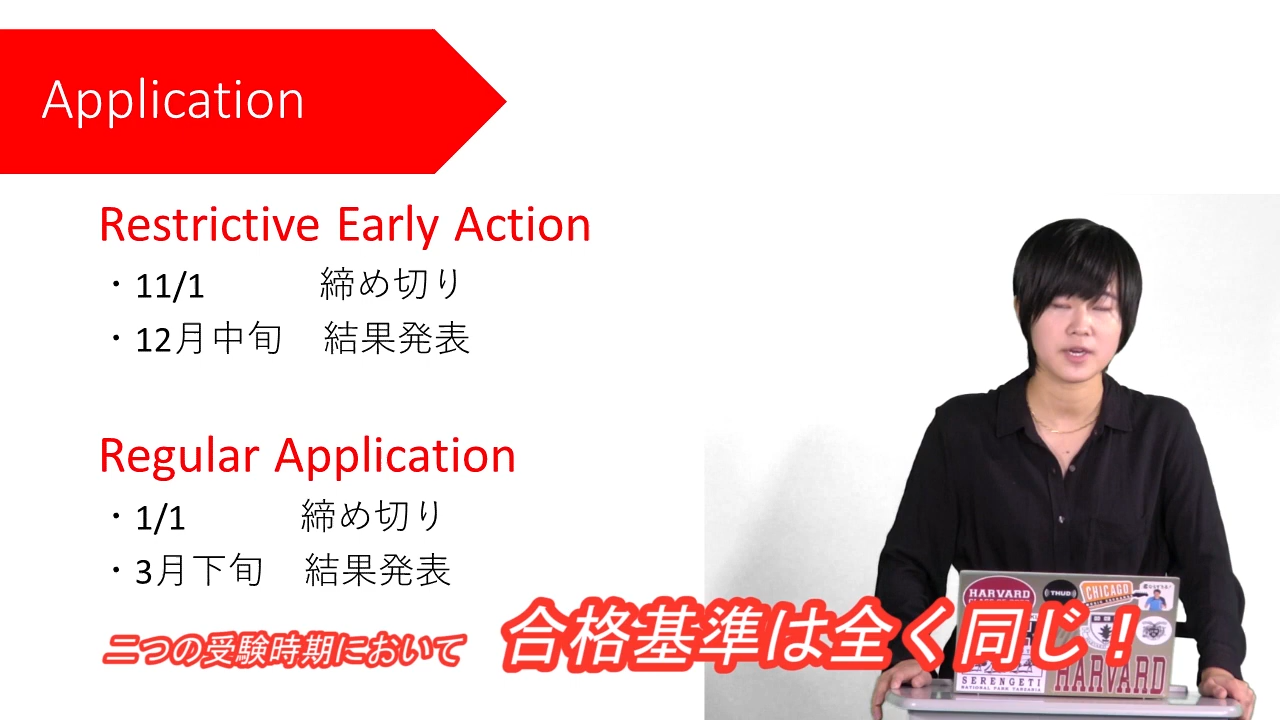 Application
Restrictive Early Action
・11/1 締め切り
・12月中旬 結果発表
Regular Application
・1/1 締め切り
・3月下旬 結果発表
二つの受験時期において 合格基準は全く同じ！
HARVARD
THUD
CHICAGO
SERENGETI
NATIONAL PARK TANZANIA
HARVARD